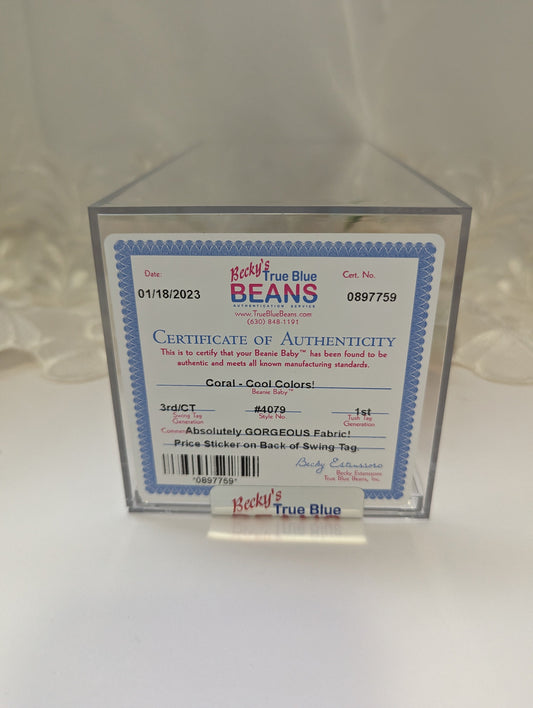 Date:
01/18/2023
Becky's
True Blue
BEANS
AUTHENTICATION SERVICE
www.TrueBlueBeans.com
(630) 848-1191
Cert. No.
0897759
CERTIFICATE OF AUTHENTICITY
This is to certify that your Beanie Baby™ has been found to be
authentic and meets all known manufacturing standards.
Coral - Cool Colors!
Beanie Baby™
3rd/CT #4079 1st
Swing Tag Generation
Style No.
Tush Tag Generation
Comments Absolutely GORGEOUS Fabric!
Price Sticker on Back of Swing Tag.
*0897759*
Becky Estenssoro
Becky Estenssoro
True Blue Beans, Inc.
Becky's
True Blue
BEANS